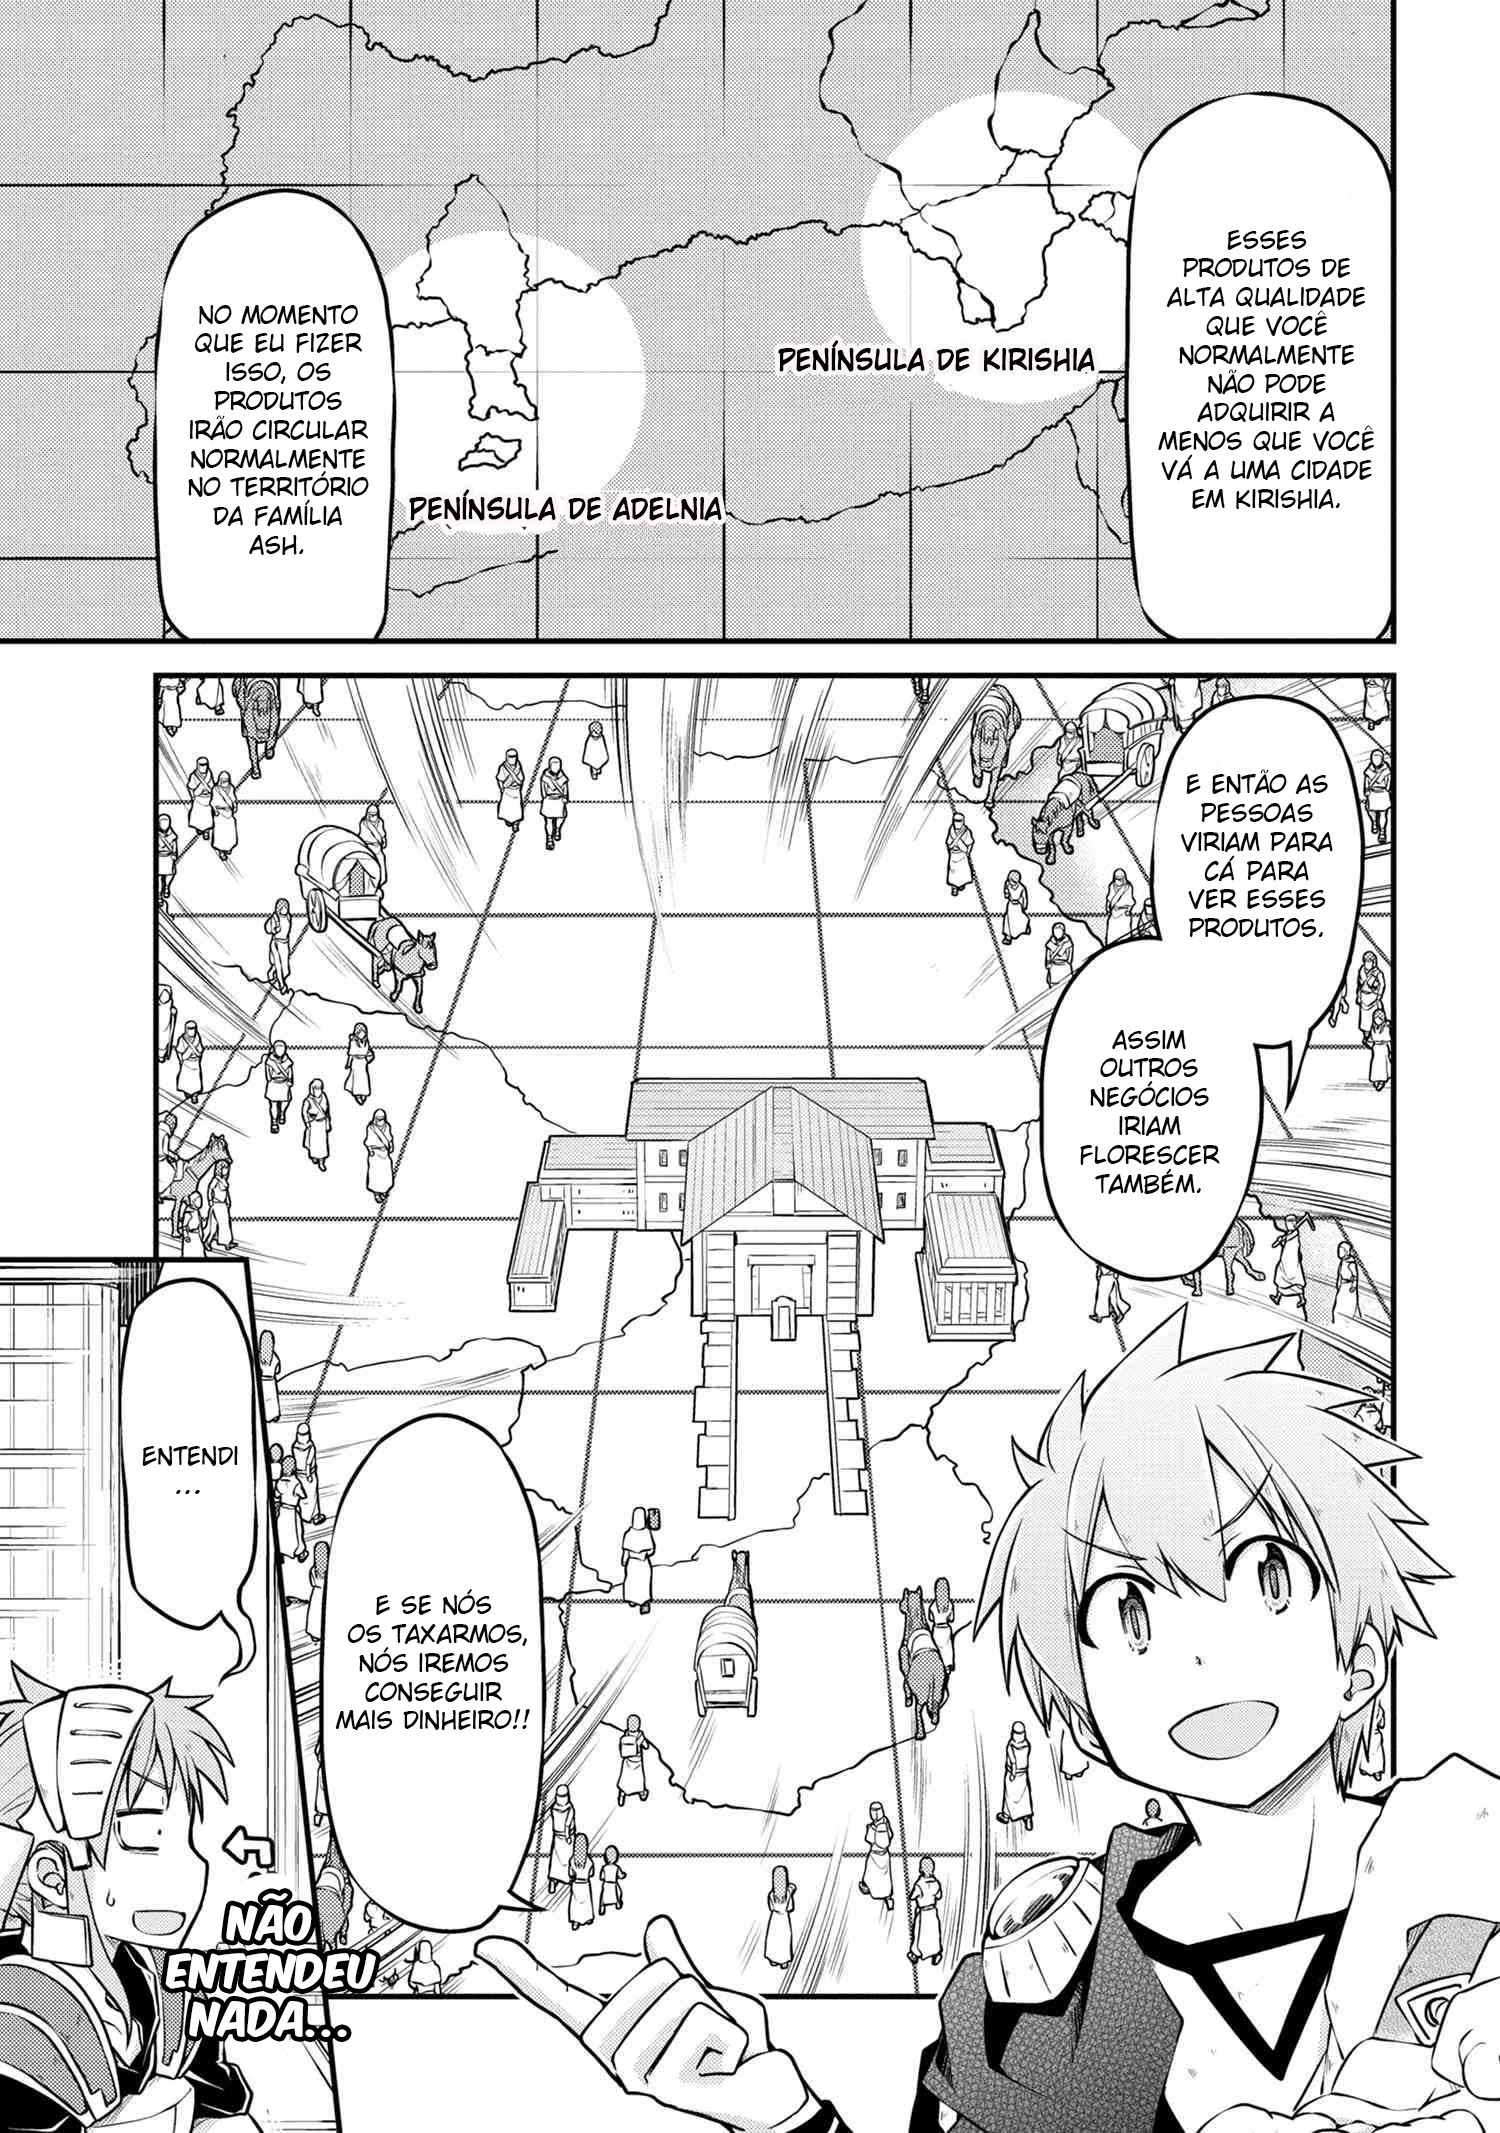 ESSES
PRODUTOS DE
ALTA QUALIDADE
QUE VOCÊ
NORMALMENTE
NÃO PODE
ADQUIRIR A
MENOS QUE VOCÊ
VÁ A UMA CIDADE
EM KIRISHIA.
PENÍNSULA DE KIRISHIA
NO MOMENTO
QUE EU FIZER
ISSO, OS
PRODUTOS
IRÃO CIRCULAR
NORMALMENTE
NO TERRITÓRIO
DA FAMÍLIA
ASH.
PENÍNSULA DE ADELNIA
E ENTÃO AS
PESSOAS
VIRIAM PARA
CÁ PARA
VER ESSES
PRODUTOS.
ASSIM
OUTROS
NEGÓCIOS
IRIAM
FLORESCER
TAMBÉM.
E SE NÓS
OS TAXARMOS,
NÓS IREMOS
CONSEGUIR
MAIS DINHEIRO!!
ENTENDI
...
NÃO
ENTENDEU
NADA...